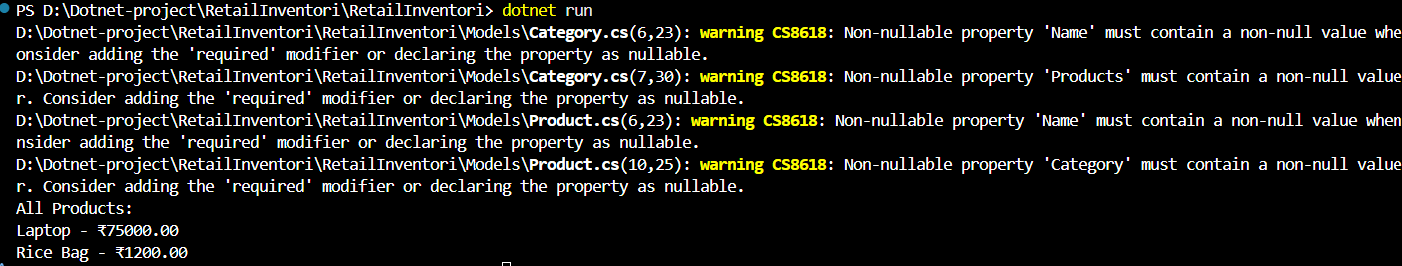 PS D:\Dotnet-project\RetailInventori\RetailInventori> dotnet run
D:\Dotnet-project\RetailInventori\RetailInventori\Models\Category.cs(6,23): warning CS8618: Non-nullable property 'Name' must contain a non-null value whe
onsider adding the 'required' modifier or declaring the property as nullable.
D:\Dotnet-project\RetailInventori\RetailInventori\Models\Category.cs(7,30): warning CS8618: Non-nullable property 'Products' must contain a non-null value
r. Consider adding the 'required' modifier or declaring the property as nullable.
D:\Dotnet-project\RetailInventori\RetailInventori\Models\Product.cs(6,23): warning CS8618: Non-nullable property 'Name' must contain a non-null value when
nsider adding the 'required' modifier or declaring the property as nullable.
D:\Dotnet-project\RetailInventori\RetailInventori\Models\Product.cs(10,25): warning CS8618: Non-nullable property 'Category' must contain a non-null value
r. Consider adding the 'required' modifier or declaring the property as nullable.
All Products:
Laptop - ₹75000.00
Rice Bag - ₹1200.00